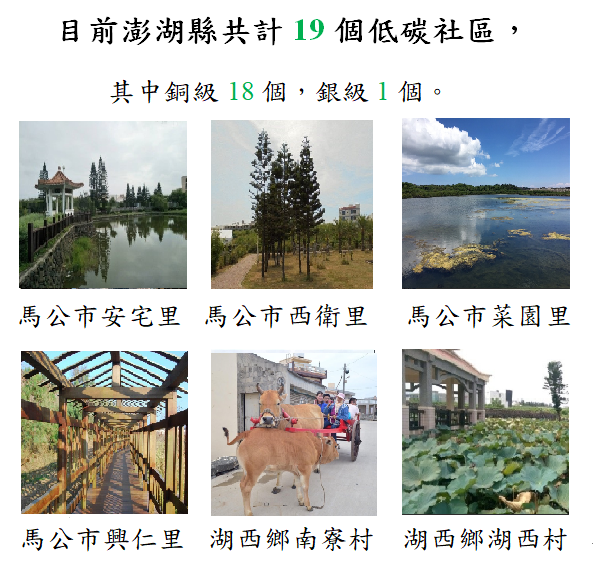 目前澎湖縣共計 19 個低碳社區，
其中銅級 18 個，銀級 1 個。
馬公市安宅里 馬公市西衛里 馬公市菜園里
馬公市興仁里 湖西鄉南寮村 湖西鄉湖西村